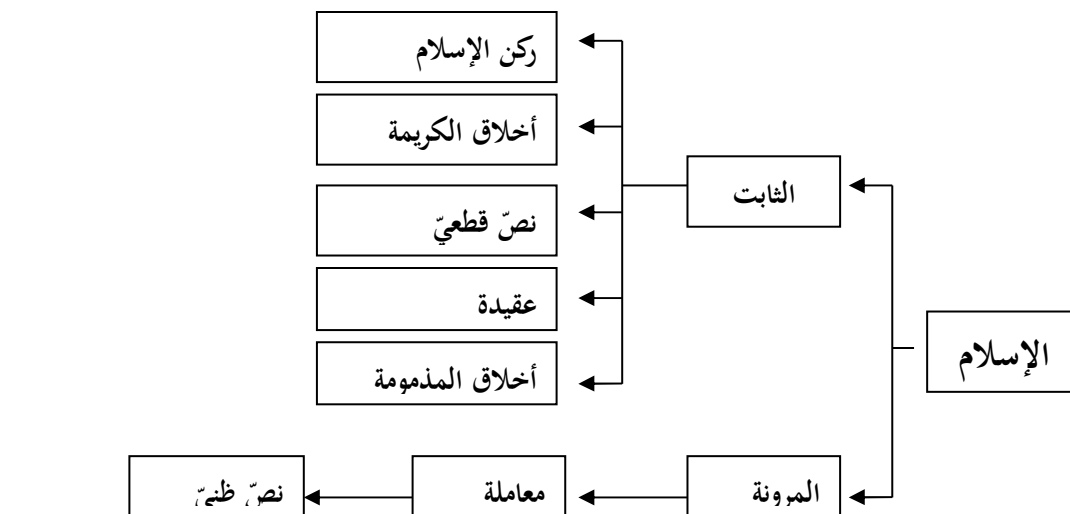 الإسلام
الثابت
ركن الإسلام
أخلاق الكريمة
نصّ قطعيّ
عقيدة
أخلاق المذمومة
المرونة
معاملة
نصّ ظنيّ